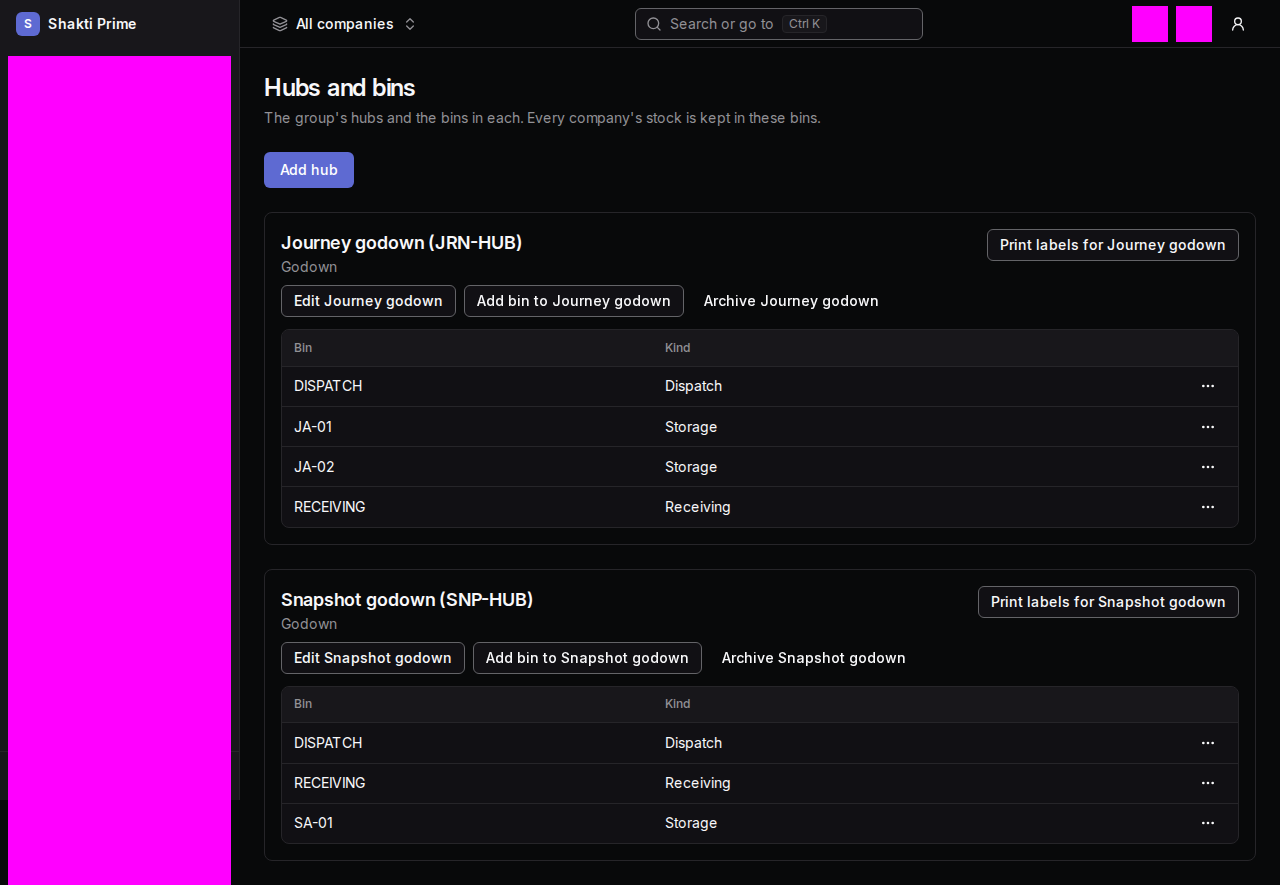 S Shakti Prime
All companies
Search or go to Ctrl K
Hubs and bins
The group's hubs and the bins in each. Every company's stock is kept in these bins.
Add hub
Journey godown (JRN-HUB)
Print labels for Journey godown
Godown
Edit Journey godown Add bin to Journey godown Archive Journey godown
Bin Kind
DISPATCH Dispatch
JA-01 Storage
JA-02 Storage
RECEIVING Receiving
Snapshot godown (SNP-HUB)
Print labels for Snapshot godown
Godown
Edit Snapshot godown Add bin to Snapshot godown Archive Snapshot godown
Bin Kind
DISPATCH Dispatch
RECEIVING Receiving
SA-01 Storage